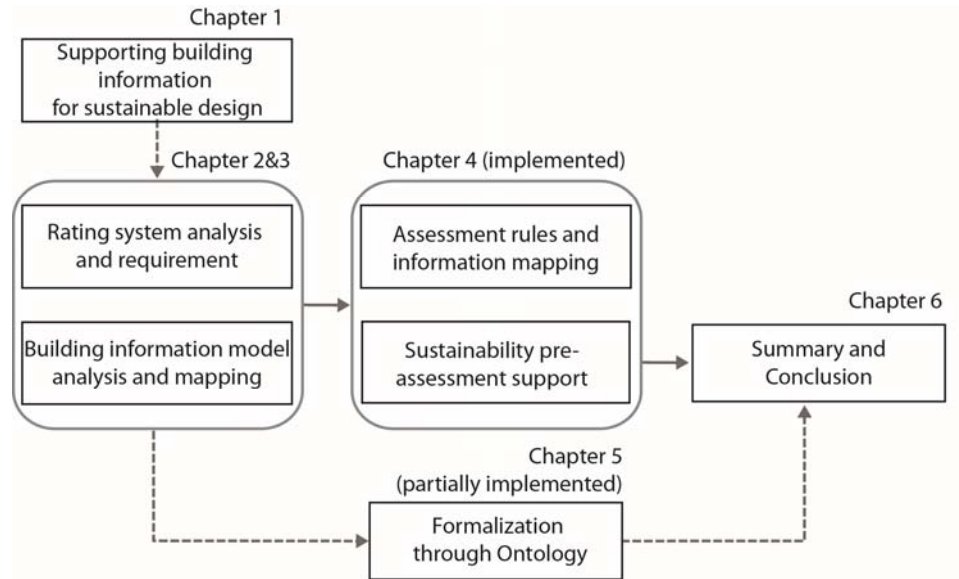 Chapter 1
Supporting building
information
for sustainable design
Chapter 2&3
Rating system analysis
and requirement
Building information model
analysis and mapping
Chapter 4 (implemented)
Assessment rules and
information mapping
Sustainability pre-
assessment support
Chapter 6
Summary and
Conclusion
Chapter 5
(partially implemented)
Formalization
through Ontology